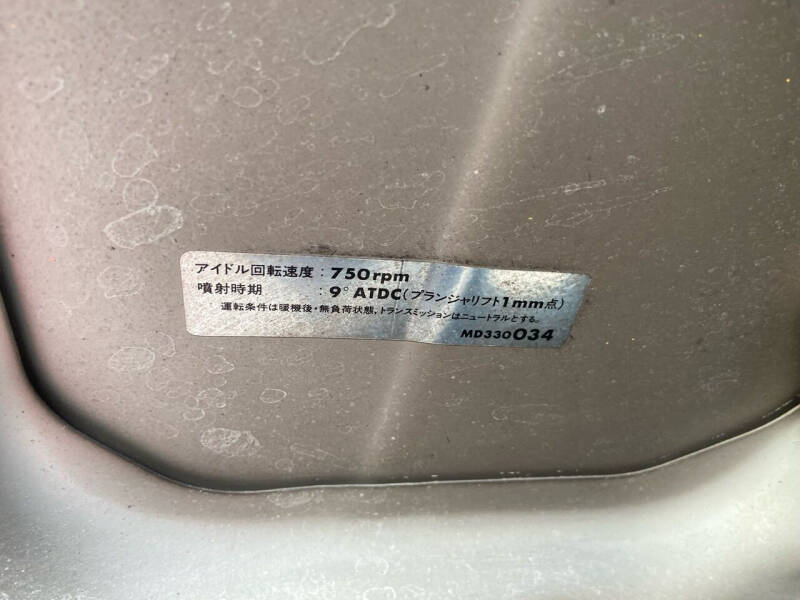 アイドル回転速度：750rpm
噴射時期　　　：9°ATDC（プランジャリフト1mm点）
運転条件は暖機後・無負荷状態，トランスミッションはニュートラルとする。
MD330034